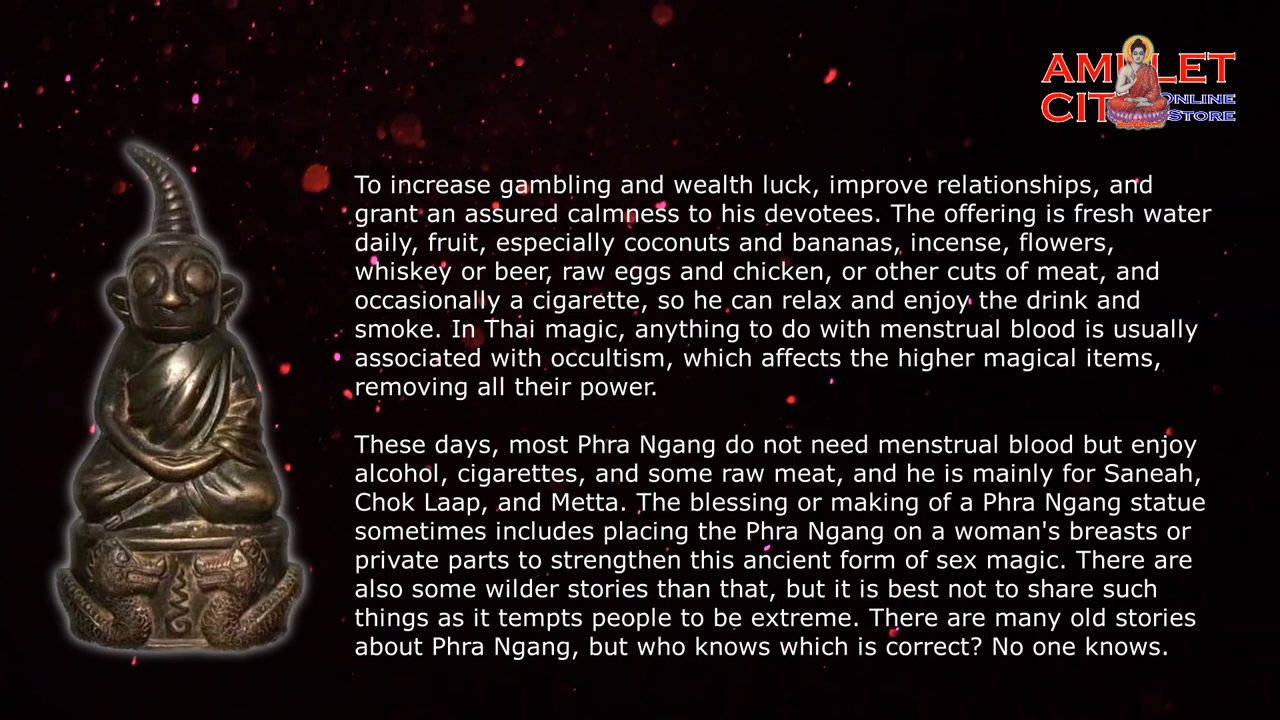 AMULET
CITY ONLINE
STORE
To increase gambling and wealth luck, improve relationships, and
grant an assured calmness to his devotees. The offering is fresh water
daily, fruit, especially coconuts and bananas, incense, flowers,
whiskey or beer, raw eggs and chicken, or other cuts of meat, and
occasionally a cigarette, so he can relax and enjoy the drink and
smoke. In Thai magic, anything to do with menstrual blood is usually
associated with occultism, which affects the higher magical items,
removing all their power.
These days, most Phra Ngang do not need menstrual blood but enjoy
alcohol, cigarettes, and some raw meat, and he is mainly for Saneah,
Chok Laap, and Metta. The blessing or making of a Phra Ngang statue
sometimes includes placing the Phra Ngang on a woman's breasts or
private parts to strengthen this ancient form of sex magic. There are
also some wilder stories than that, but it is best not to share such
things as it tempts people to be extreme. There are many old stories
about Phra Ngang, but who knows which is correct? No one knows.